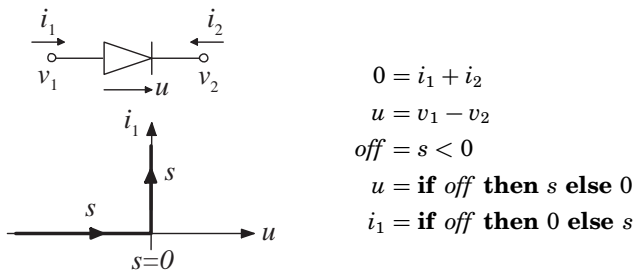 i₁ i₂
v₁ v₂
u
i₁
s
s
u
s=0
0 = i₁ + i₂
u = v₁ − v₂
off = s < 0
u = if off then s else 0
i₁ = if off then 0 else s